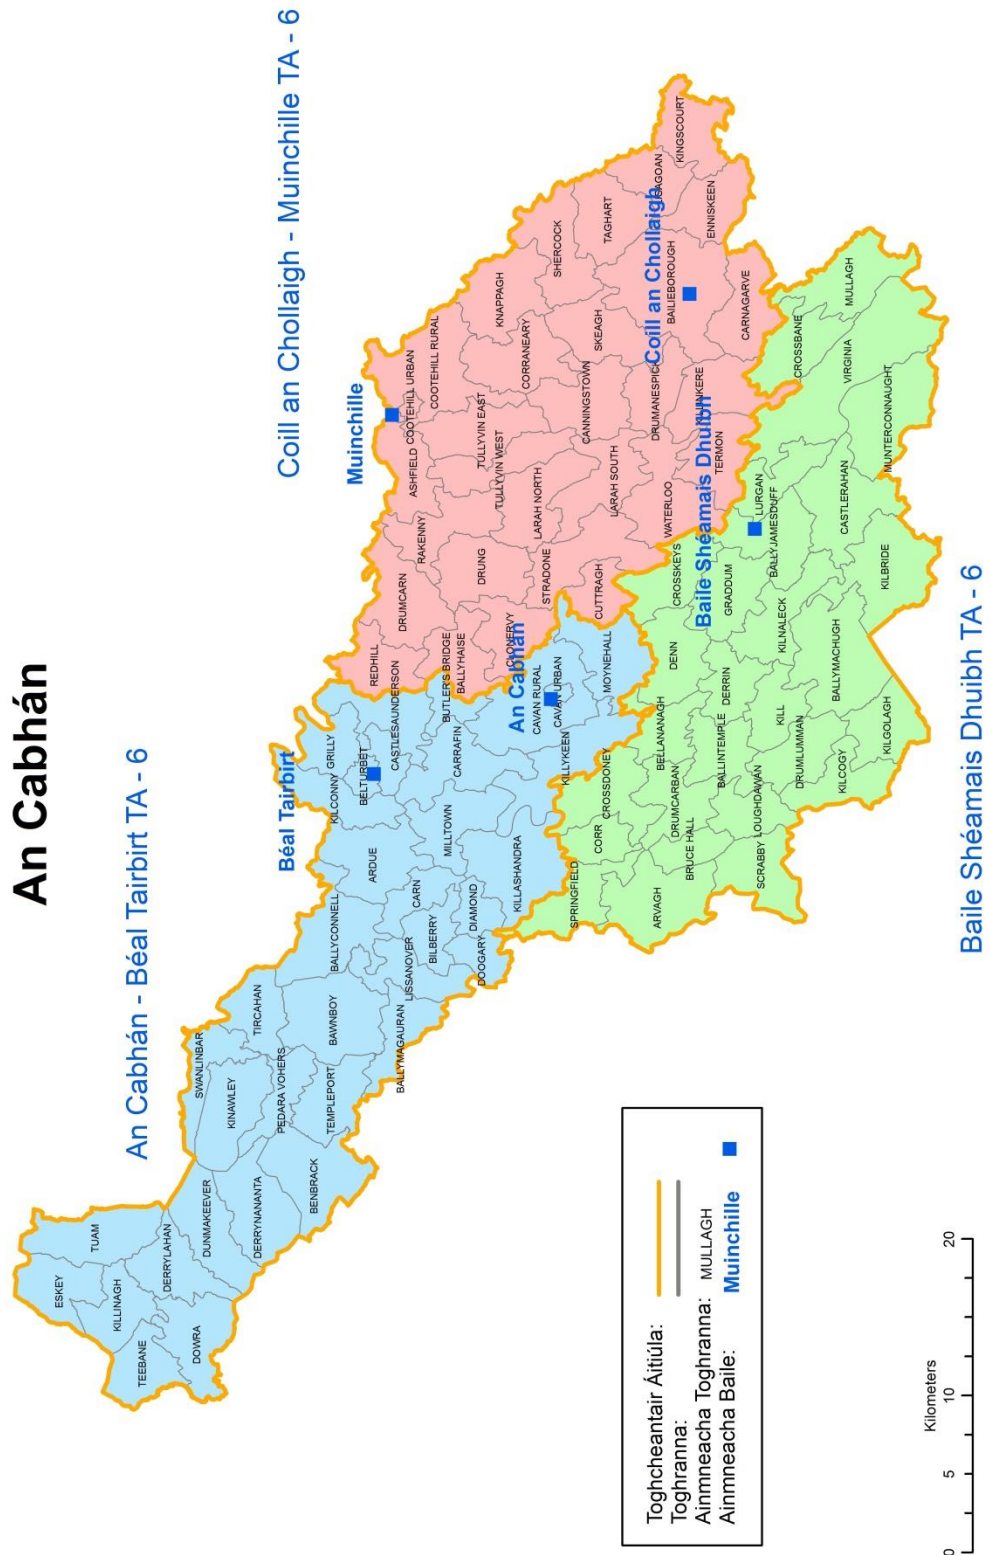 An Cabhán
An Cabhán - Béal Tairbirt TA - 6
Coill an Chollaigh - Muinchille TA - 6
Baile Shéamais Dhuibh TA - 6
ESKEY
TUAM
KILLINAGH
TEEBANE
DERRYLAHAN
DOWRA
DUNMAKEEVER
DERRYNANANTA
BENBRACK
SWANLINBAR
KINAWLEY
TIRCAHAN
PEDARA VOHERS
TEMPLEPORT
BAWNBOY
BALLYMAGAURAN
BALLYCONNELL
LISSANOVER
BILBERRY
CARN
DOOGARY
DIAMOND
KILLASHANDRA
ARDUE
MILLTOWN
Béal Tairbirt
KILCONNY
GRILLY
BELTURBET
CASTLESAUNDERSON
CARRAFIN
BUTLER'S BRIDGE
BALLYHAISE
An Cabhán
CAVAN RURAL
CAVAN URBAN
KILLYKEEN
MOYNEHALL
CLONERVY
REDHILL
DRUMCARN
RAKENNY
DRUNG
STRADONE
CUTTRAGH
Muinchille
ASHFIELD
COOTEHILL URBAN
COOTEHILL RURAL
TULLYVIN EAST
TULLYVIN WEST
LARAH NORTH
LARAH SOUTH
WATERLOO
KNAPPAGH
CORRANEARY
CANNINGSTOWN
SKEAGH
DRUMANESPICK
TERMON
SHERCOCK
TAGHART
KINGSCOURT
ENNISKEEN
Coill an Chollaigh
BAILIEBOROUGH
CARNAGARVE
Baile Shéamais Dhuibh
CROSSKEYS
GRADDUM
LURGAN
BALLYJAMESDUFF
CROSSBANE
MULLAGH
VIRGINIA
MUNTERCONNAUGHT
CASTLERAHAN
KILBRIDE
KILNALECK
BALLYMACHUGH
DENN
DERRIN
KILL
BELLANANAGH
BALLINTEMPLE
DRUMLUMMAN
KILCOGY
KILGOLAGH
CROSSDONEY
CORR
DRUMCARBAN
BRUCE HALL
LOUGHDAWAN
SCRABBY
SPRINGFIELD
ARVAGH
Toghcheantair Áitiúla:
Toghranna:
Ainmneacha Toghranna: MULLAGH
Ainmneacha Baile: Muinchille
0 5 10 20
Kilometers